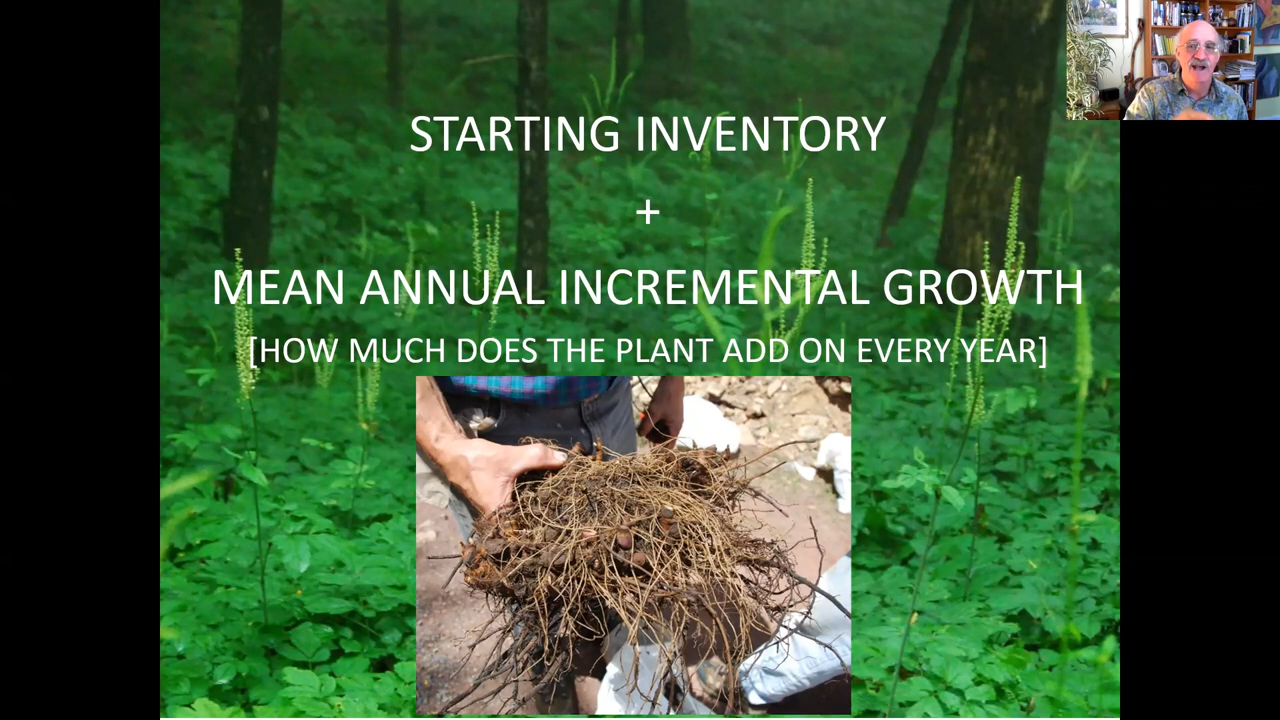 STARTING INVENTORY
+
MEAN ANNUAL INCREMENTAL GROWTH
[HOW MUCH DOES THE PLANT ADD ON EVERY YEAR]